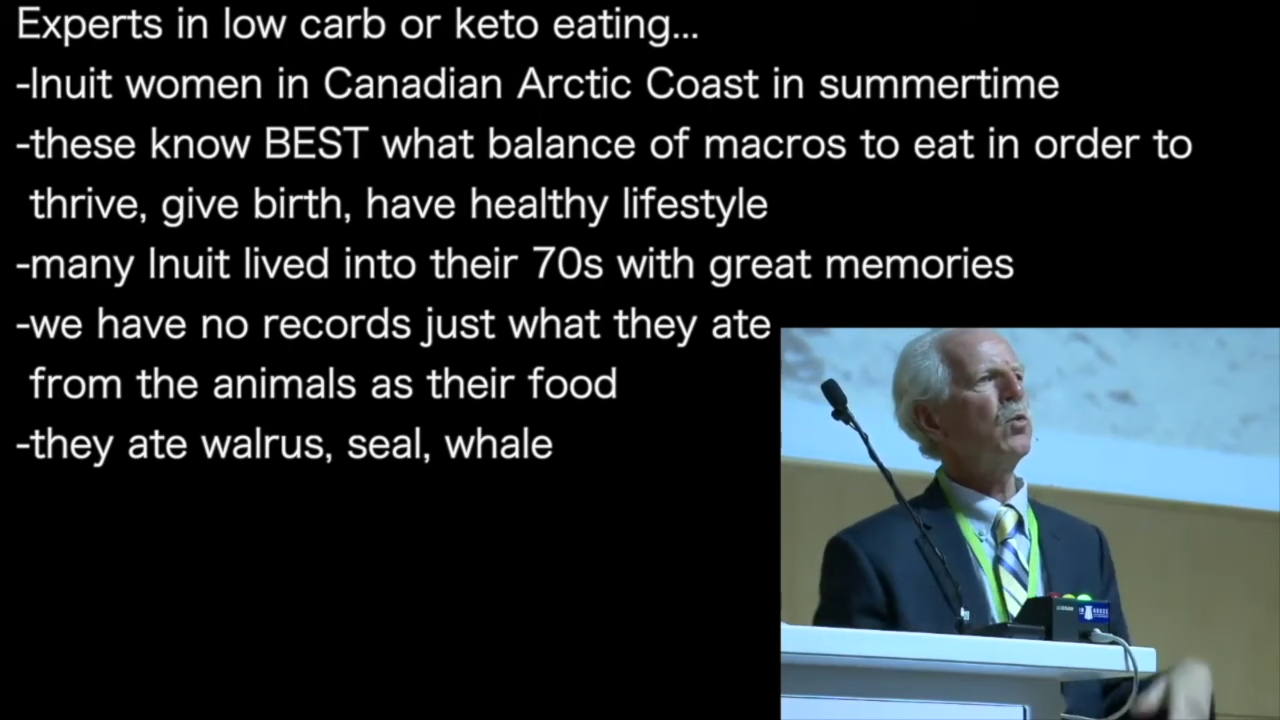 Experts in low carb or keto eating...
-Inuit women in Canadian Arctic Coast in summertime
-these know BEST what balance of macros to eat in order to
thrive, give birth, have healthy lifestyle
-many Inuit lived into their 70s with great memories
-we have no records just what they ate
from the animals as their food
-they ate walrus, seal, whale